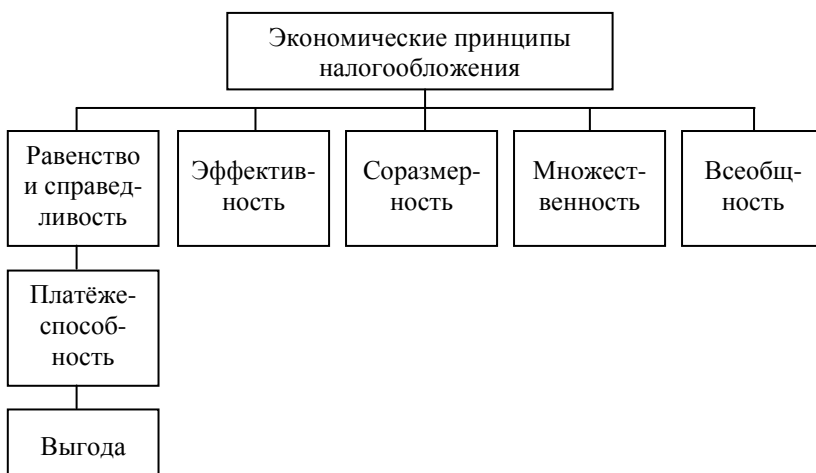 Экономические принципы
налогообложения
Равенство
и справед-
ливость
Эффектив-
ность
Соразмер-
ность
Множест-
венность
Всеобщ-
ность
Платёже-
способ-
ность
Выгода